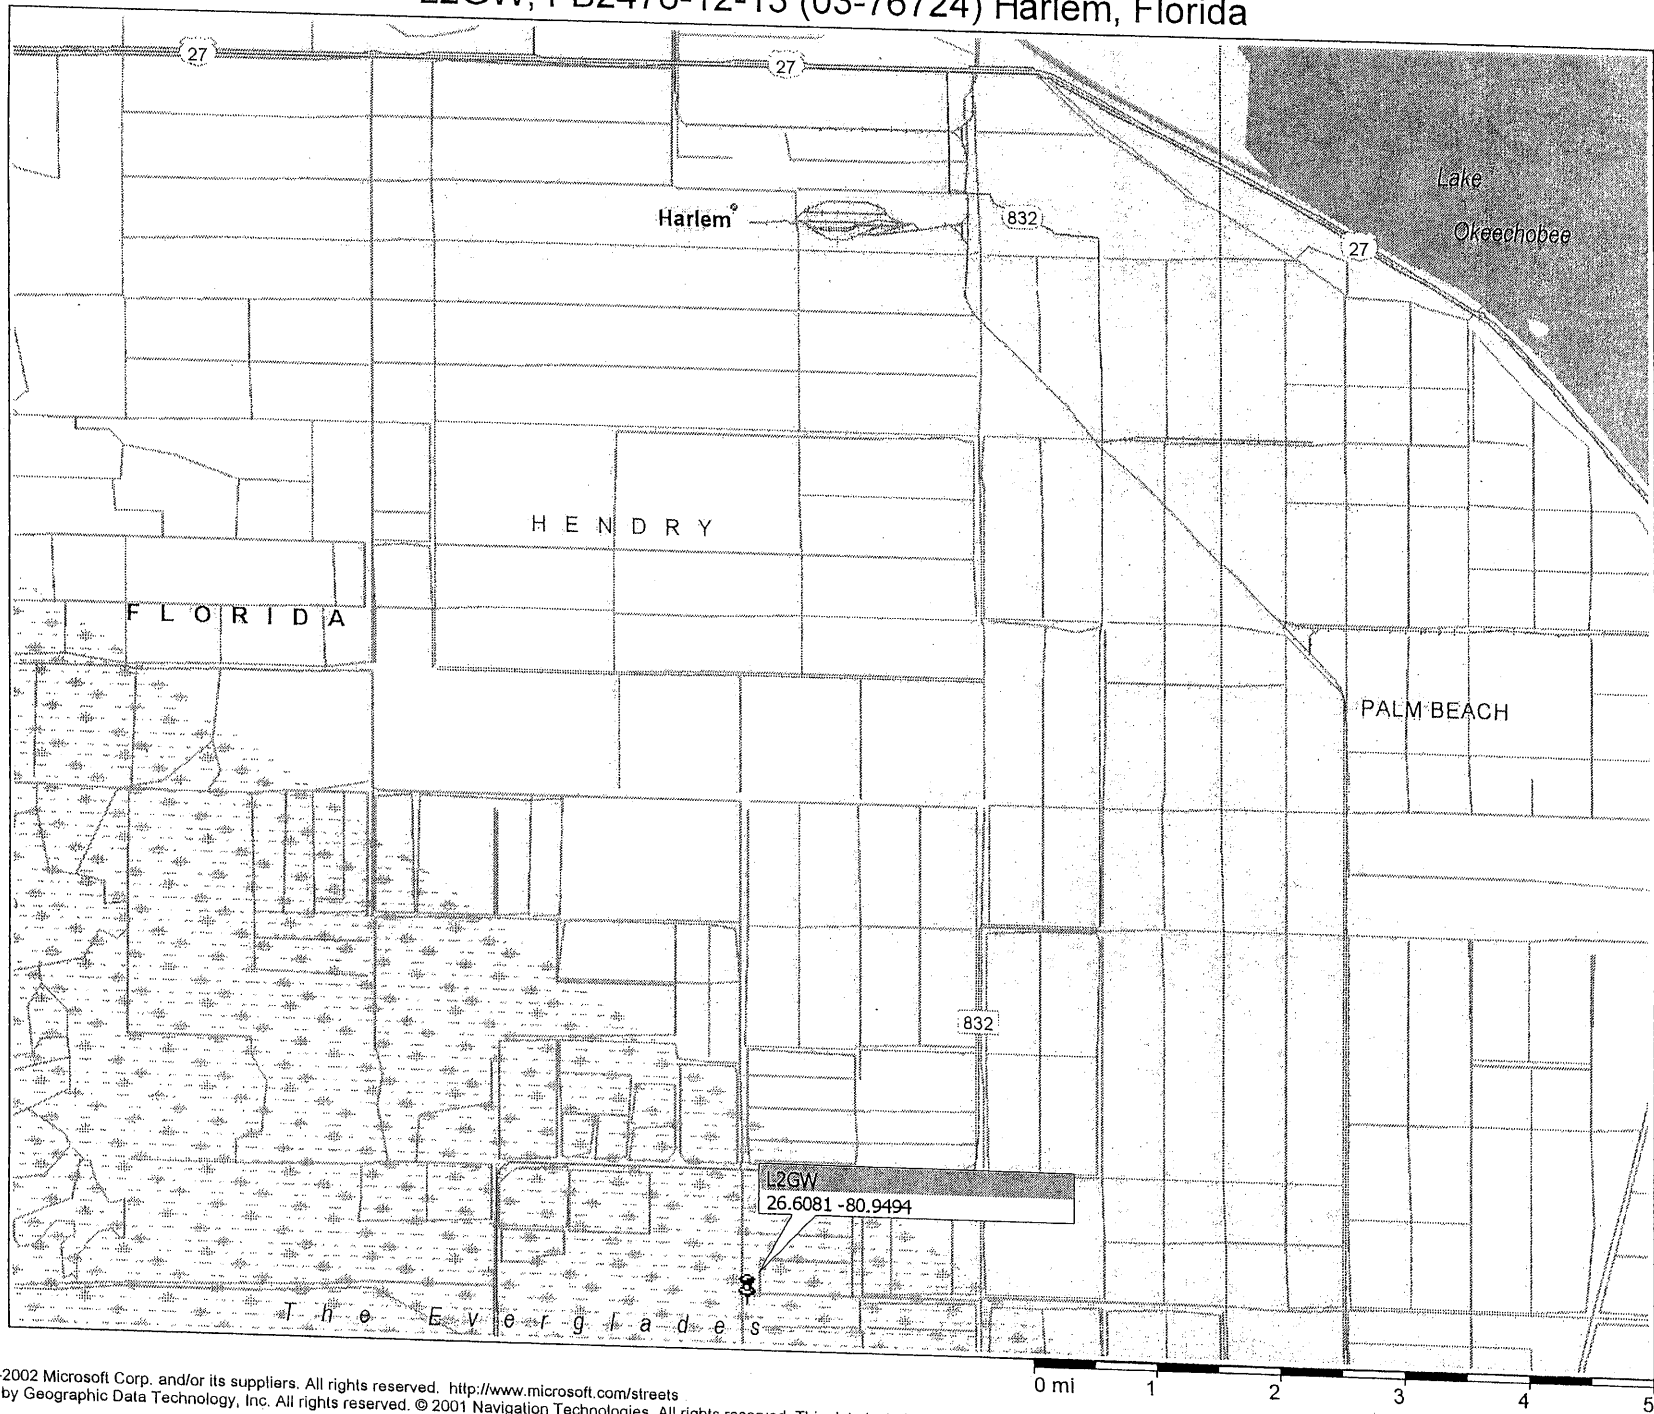 (03-76724) Harlem, Florida
27
27
Lake
Harlem
832
Okeechobee
27
HENDRY
FLORIDA
PALM BEACH
832
L2GW
26.6081 -80.9494
The Everglades
-2002 Microsoft Corp. and/or its suppliers. All rights reserved. http://www.microsoft.com/streets
0 mi 1 2 3 4 5
by Geographic Data Technology, Inc. All rights reserved. © 2001 Navigation Technologies. All rights reserved.